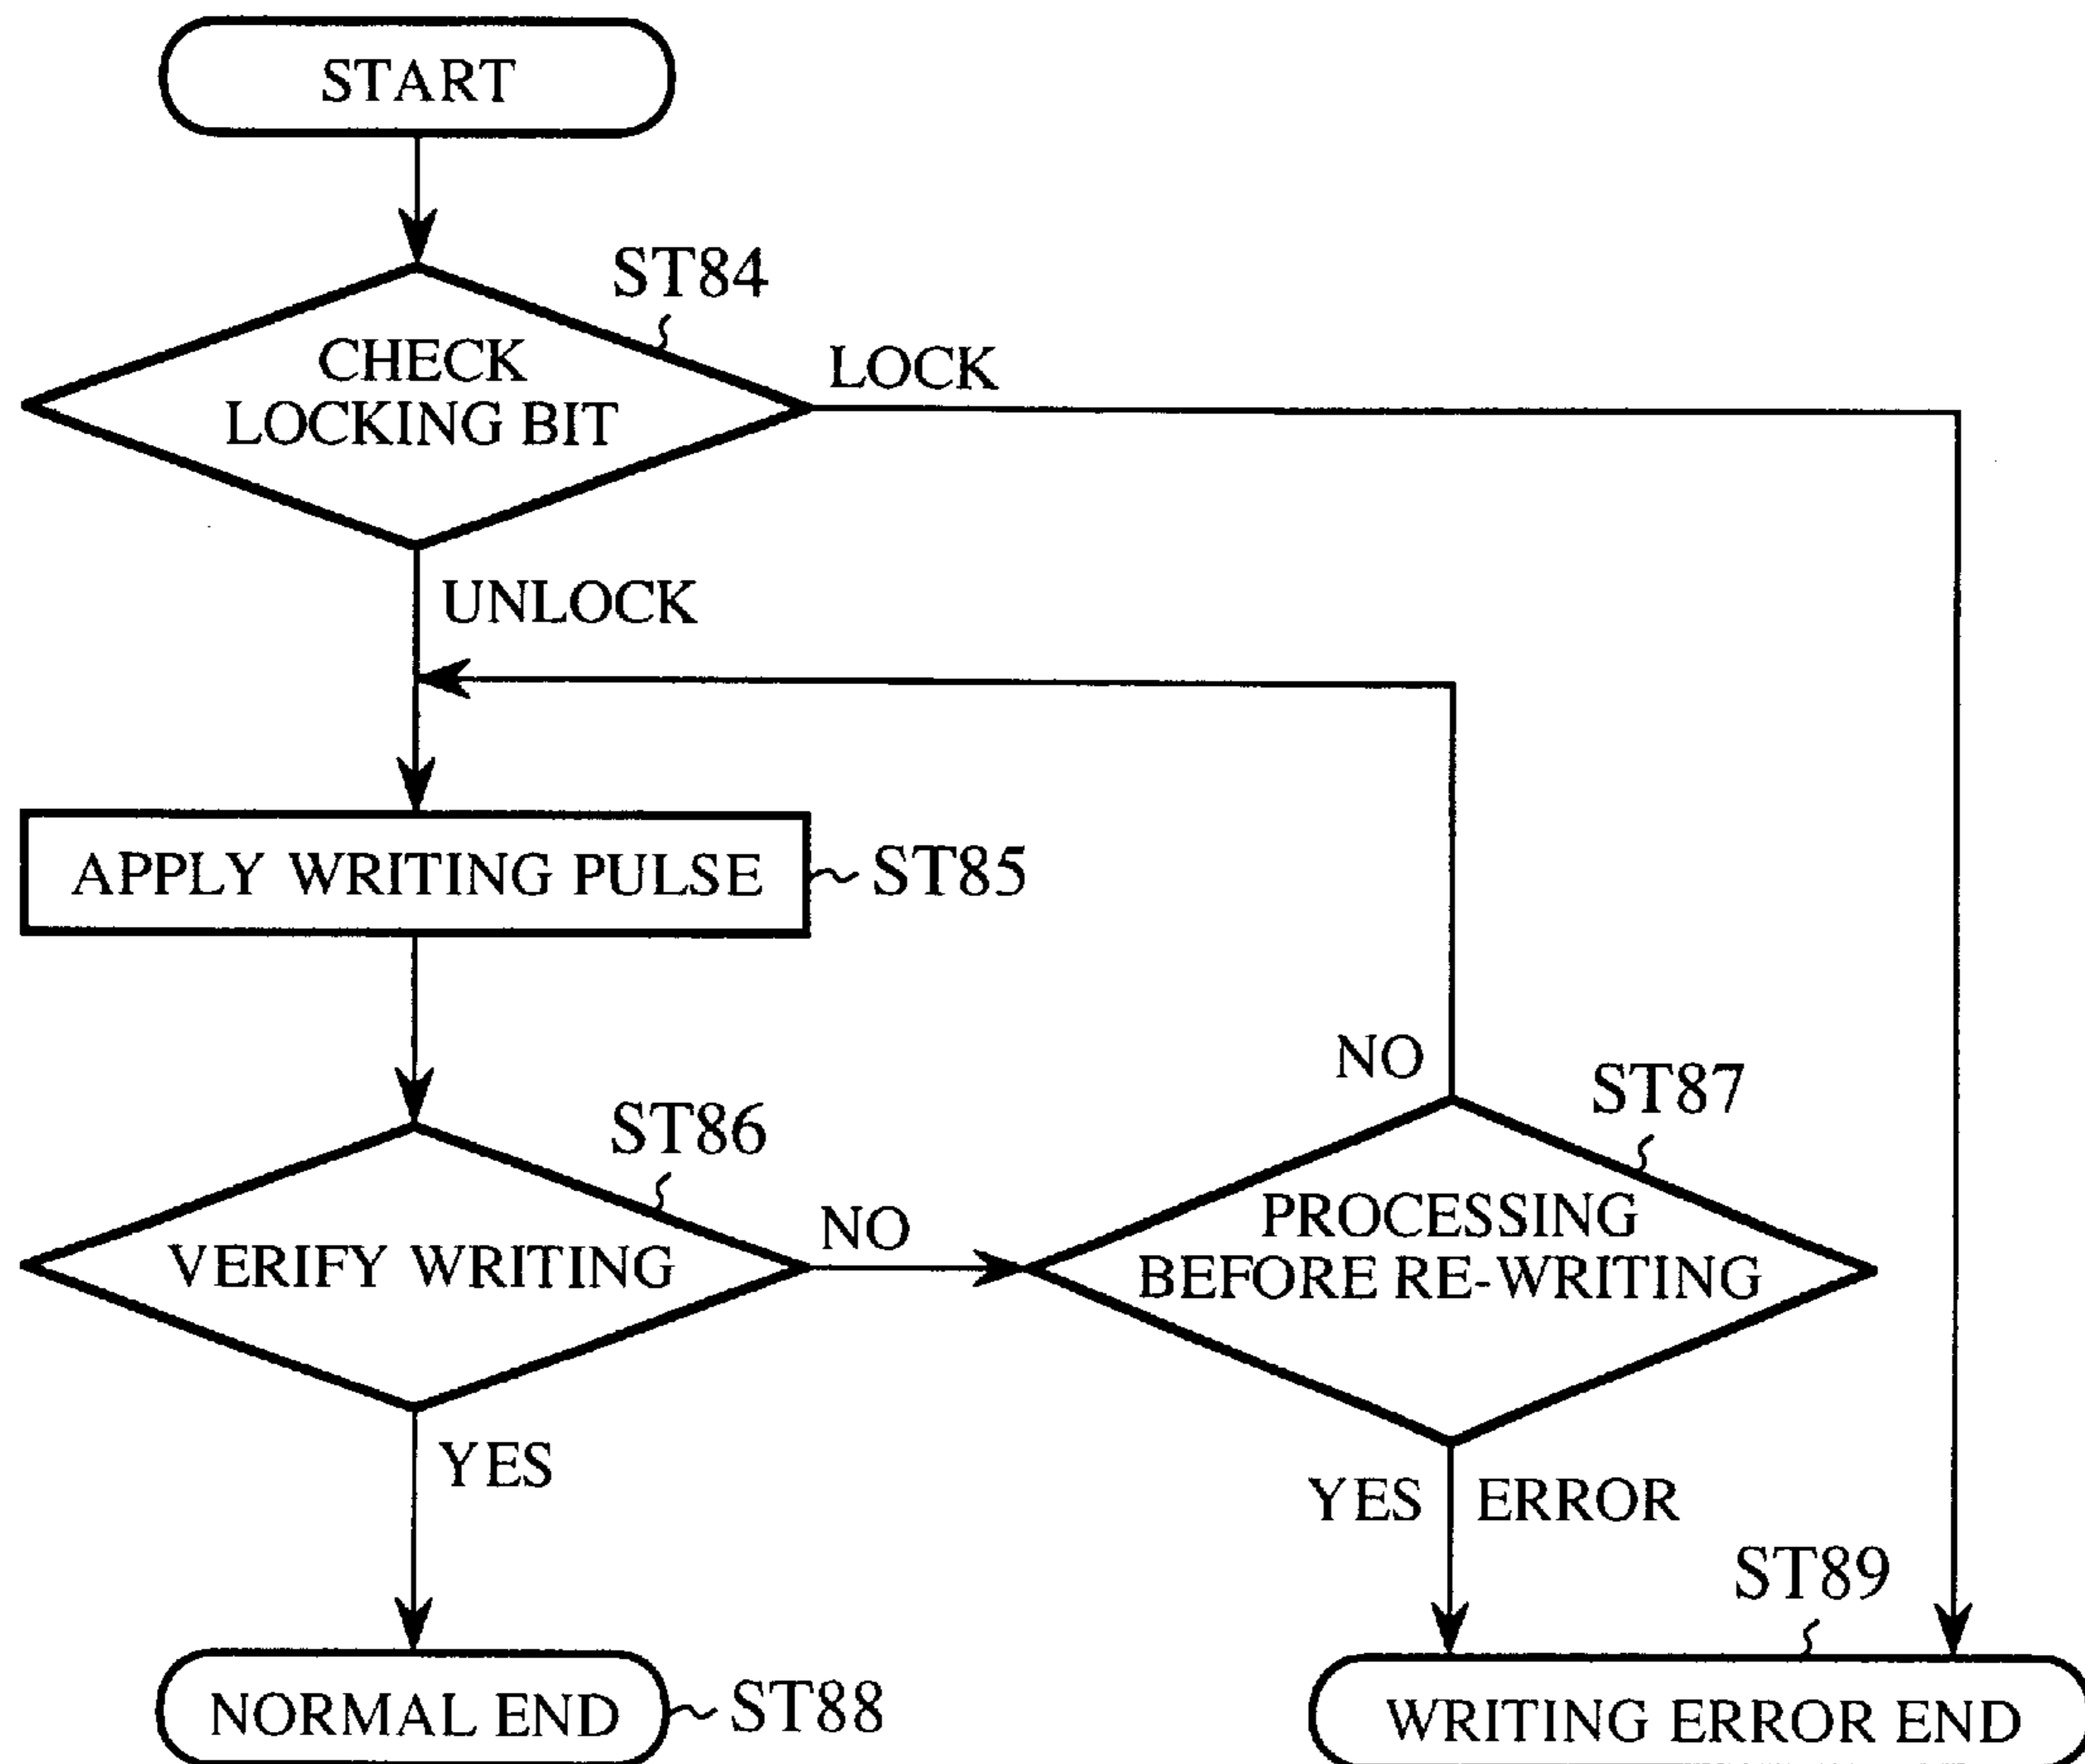 START
ST84
CHECK
LOCKING BIT
LOCK
UNLOCK
APPLY WRITING PULSE
ST85
NO
ST87
ST86
PROCESSING
BEFORE RE-WRITING
NO
VERIFY WRITING
YES
YES
ERROR
ST89
NORMAL END
ST88
WRITING ERROR END